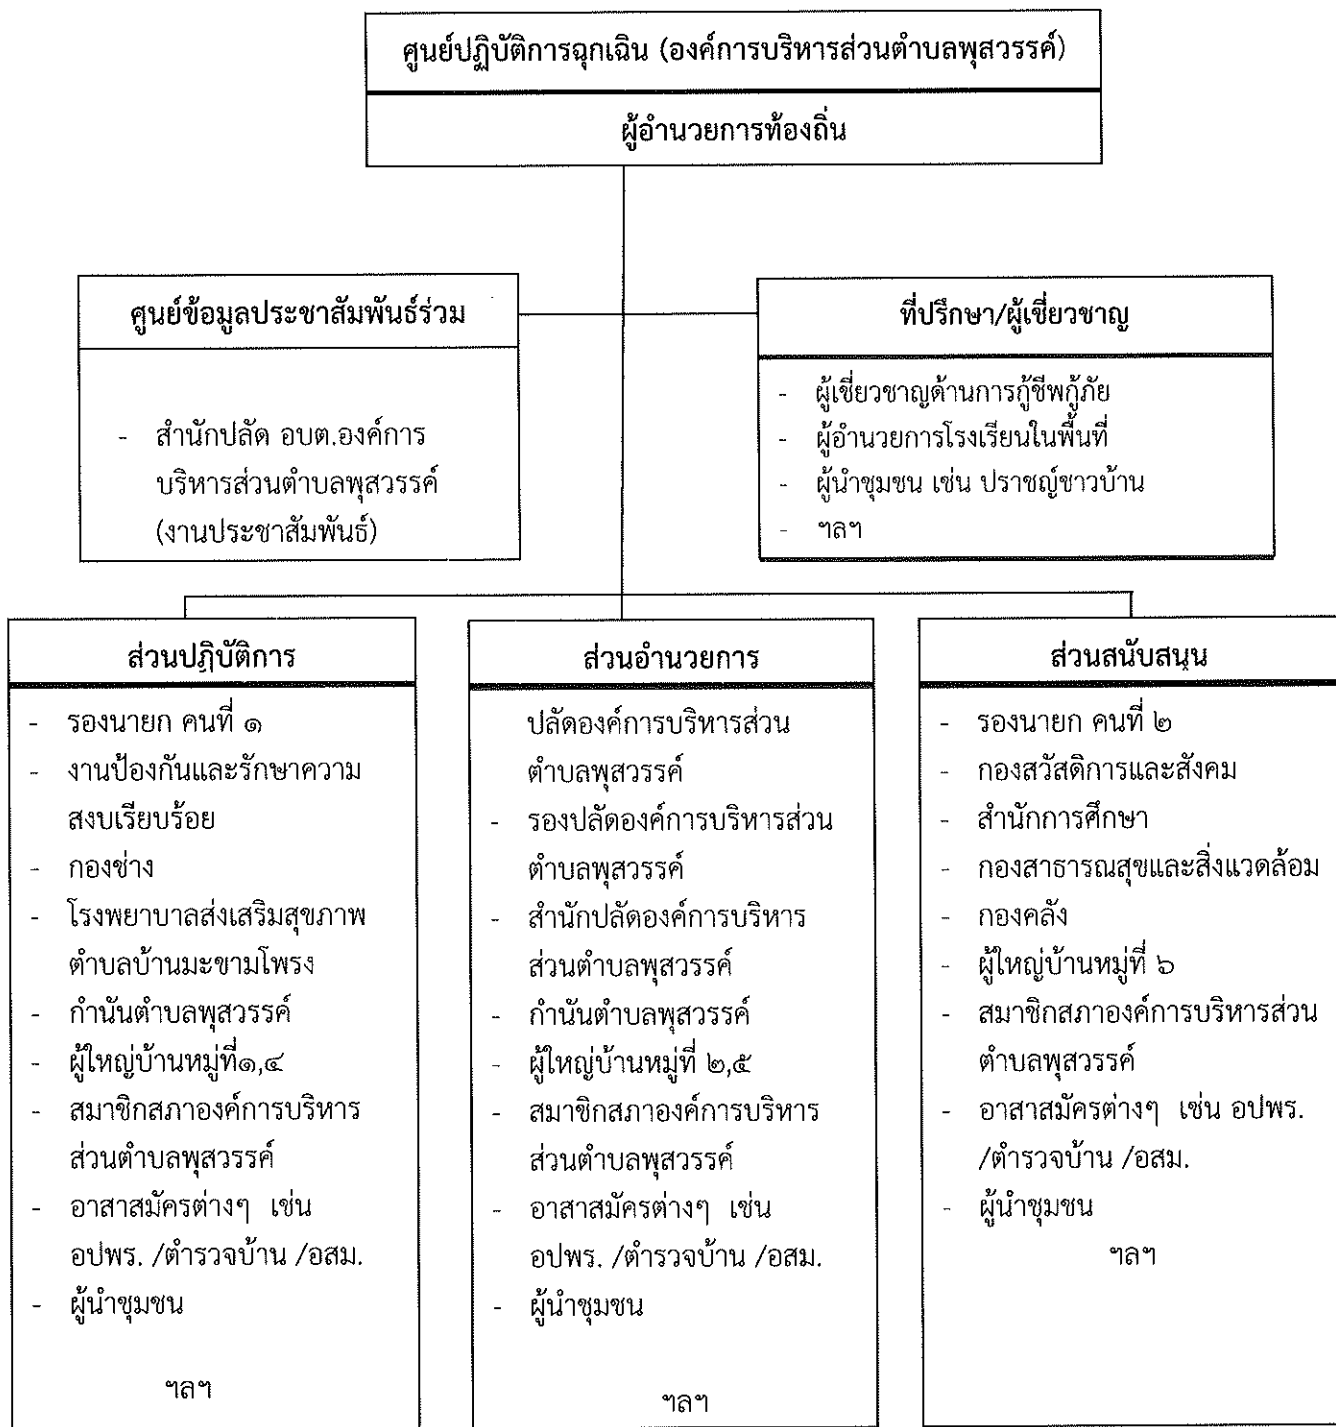 ศูนย์ปฏิบัติการฉุกเฉิน (องค์การบริหารส่วนตำบลพุสวรรค์)
ผู้อำนวยการท้องถิ่น
ศูนย์ข้อมูลประชาสัมพันธ์ร่วม
- สำนักปลัด อบต.องค์การ
บริหารส่วนตำบลพุสวรรค์
(งานประชาสัมพันธ์)
ที่ปรึกษา/ผู้เชี่ยวชาญ
- ผู้เชี่ยวชาญด้านการกู้ชีพกู้ภัย
- ผู้อำนวยการโรงเรียนในพื้นที่
- ผู้นำชุมชน เช่น ปราชญ์ชาวบ้าน
- ฯลฯ
ส่วนปฏิบัติการ
- รองนายก คนที่ ๑
- งานป้องกันและรักษาความ
สงบเรียบร้อย
- กองช่าง
- โรงพยาบาลส่งเสริมสุขภาพ
ตำบลบ้านมะขามโพรง
- กำนันตำบลพุสวรรค์
- ผู้ใหญ่บ้านหมู่ที่๑,๔
- สมาชิกสภาองค์การบริหาร
ส่วนตำบลพุสวรรค์
- อาสาสมัครต่างๆ เช่น
อปพร. /ตำรวจบ้าน /อสม.
- ผู้นำชุมชน
ฯลฯ
ส่วนอำนวยการ
ปลัดองค์การบริหารส่วน
ตำบลพุสวรรค์
- รองปลัดองค์การบริหารส่วน
ตำบลพุสวรรค์
- สำนักปลัดองค์การบริหาร
ส่วนตำบลพุสวรรค์
- กำนันตำบลพุสวรรค์
- ผู้ใหญ่บ้านหมู่ที่ ๒,๕
- สมาชิกสภาองค์การบริหาร
ส่วนตำบลพุสวรรค์
- อาสาสมัครต่างๆ เช่น
อปพร. /ตำรวจบ้าน /อสม.
- ผู้นำชุมชน
ฯลฯ
ส่วนสนับสนุน
- รองนายก คนที่ ๒
- กองสวัสดิการและสังคม
- สำนักการศึกษา
- กองสาธารณสุขและสิ่งแวดล้อม
- กองคลัง
- ผู้ใหญ่บ้านหมู่ที่ ๖
- สมาชิกสภาองค์การบริหารส่วน
ตำบลพุสวรรค์
- อาสาสมัครต่างๆ เช่น อปพร.
/ตำรวจบ้าน /อสม.
- ผู้นำชุมชน
ฯลฯ